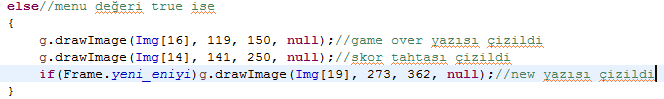 else//menu değeri true ise
{
g.drawImage(Img[16], 119, 150, null);//game over yazısı çizildi
g.drawImage(Img[14], 141, 250, null);//skor tahtası çizildi
if(Frame.yeni_eniyi)g.drawImage(Img[19], 273, 362, null);//new yazısı çizildi
}